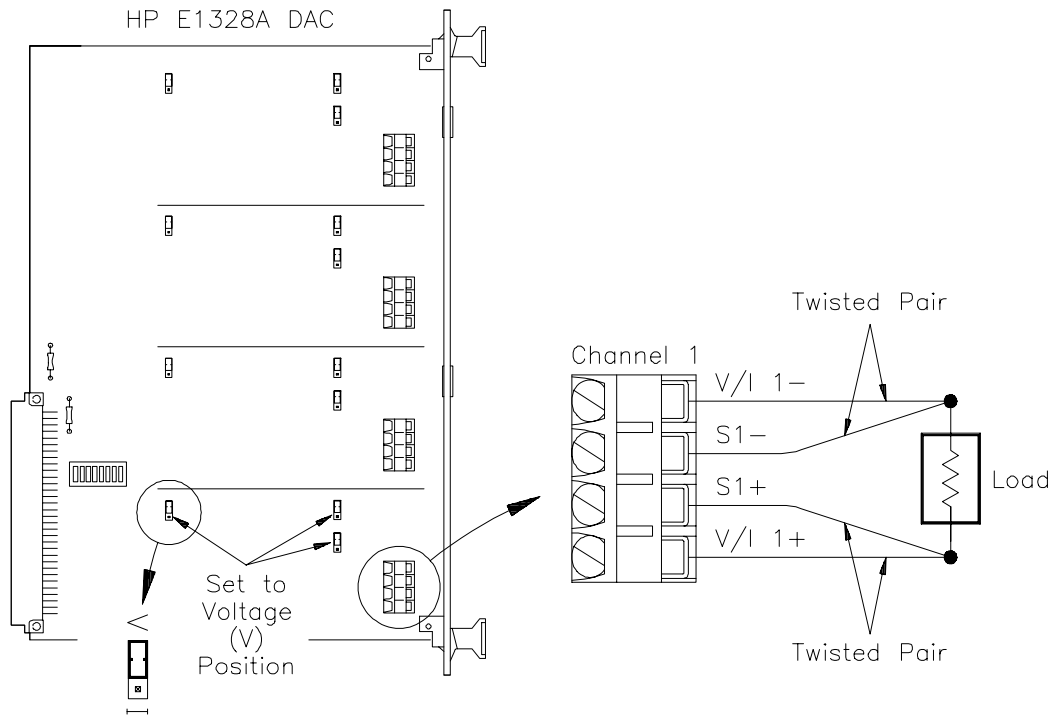 HP E1328A DAC
Twisted Pair
Channel 1
V/I 1-
S1-
S1+
V/I 1+
Load
Twisted Pair
Set to
Voltage
(V)
Position
V
I